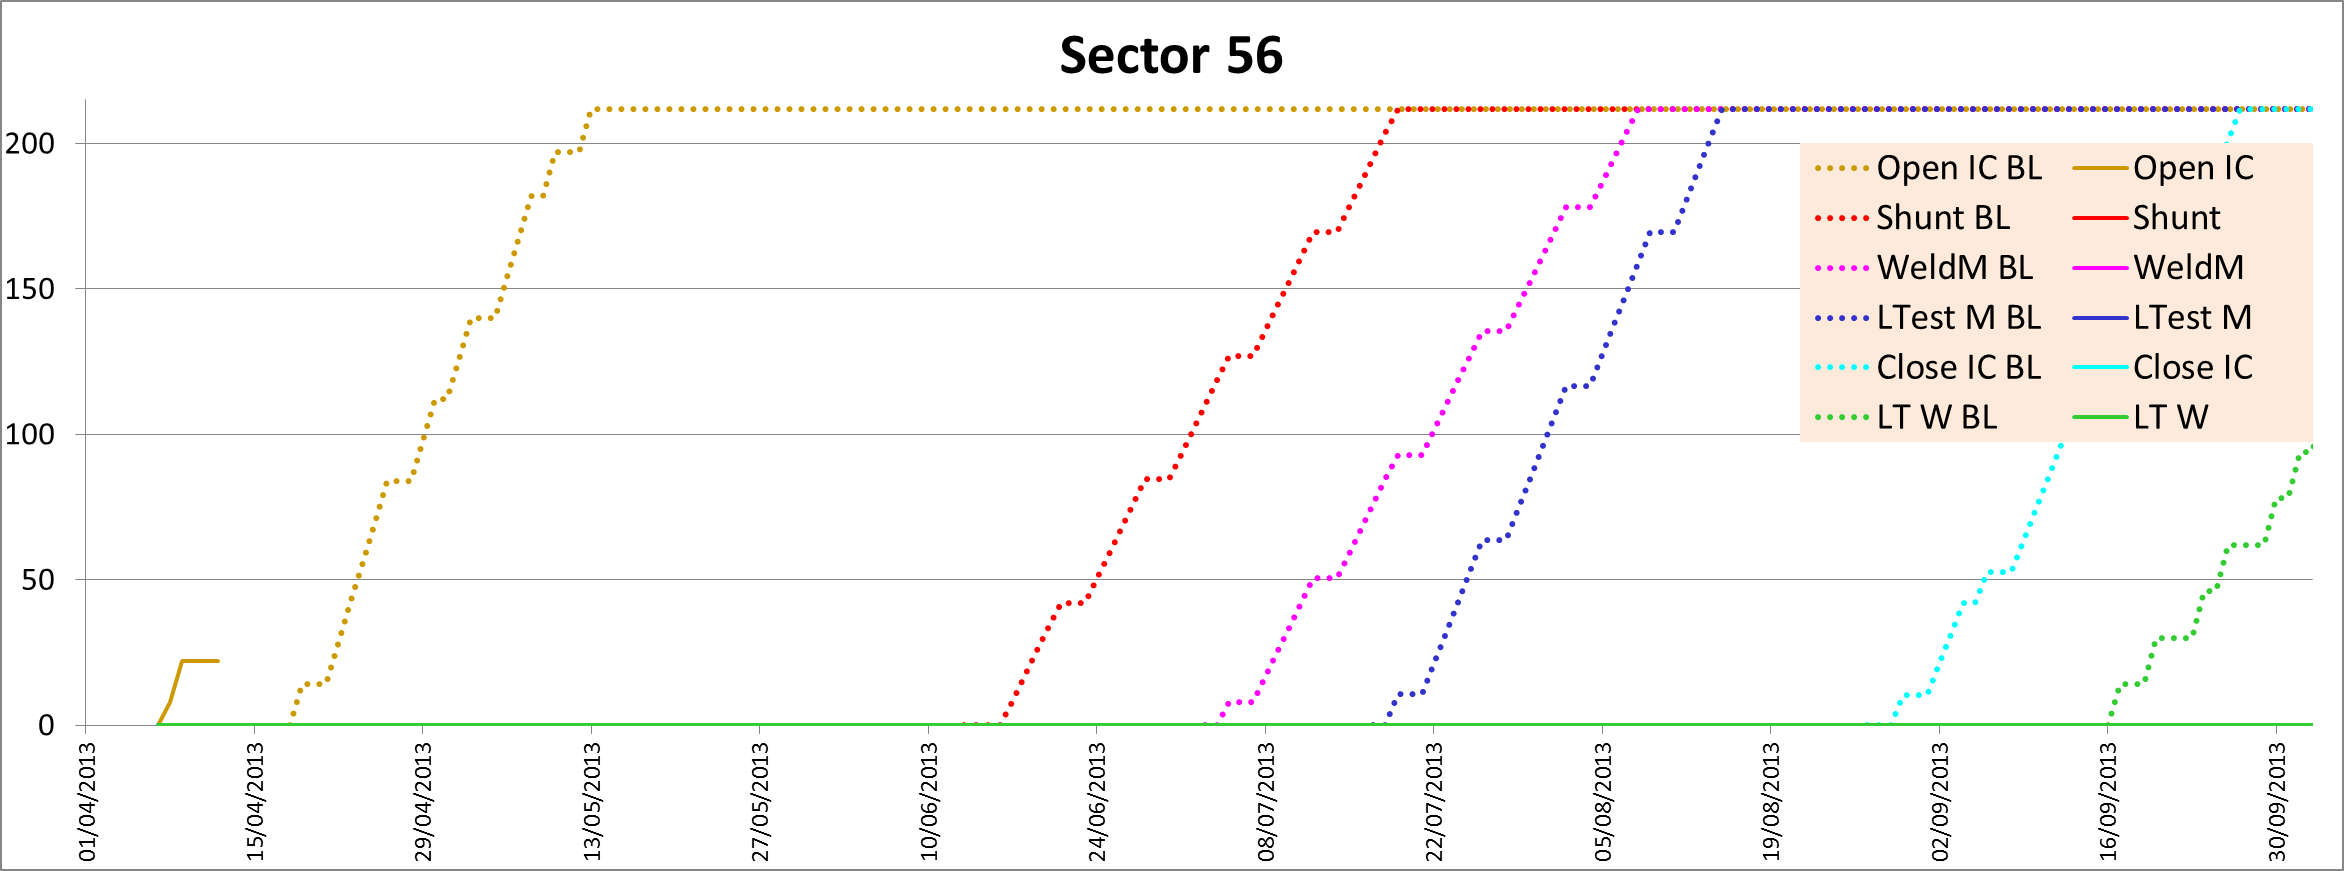 Sector 56
200
150
100
50
0
Open IC BL Open IC
Shunt BL Shunt
WeldM BL WeldM
LTest M BL LTest M
Close IC BL Close IC
LT W BL LT W
01/04/2013
15/04/2013
29/04/2013
13/05/2013
27/05/2013
10/06/2013
24/06/2013
08/07/2013
22/07/2013
05/08/2013
19/08/2013
02/09/2013
16/09/2013
30/09/2013